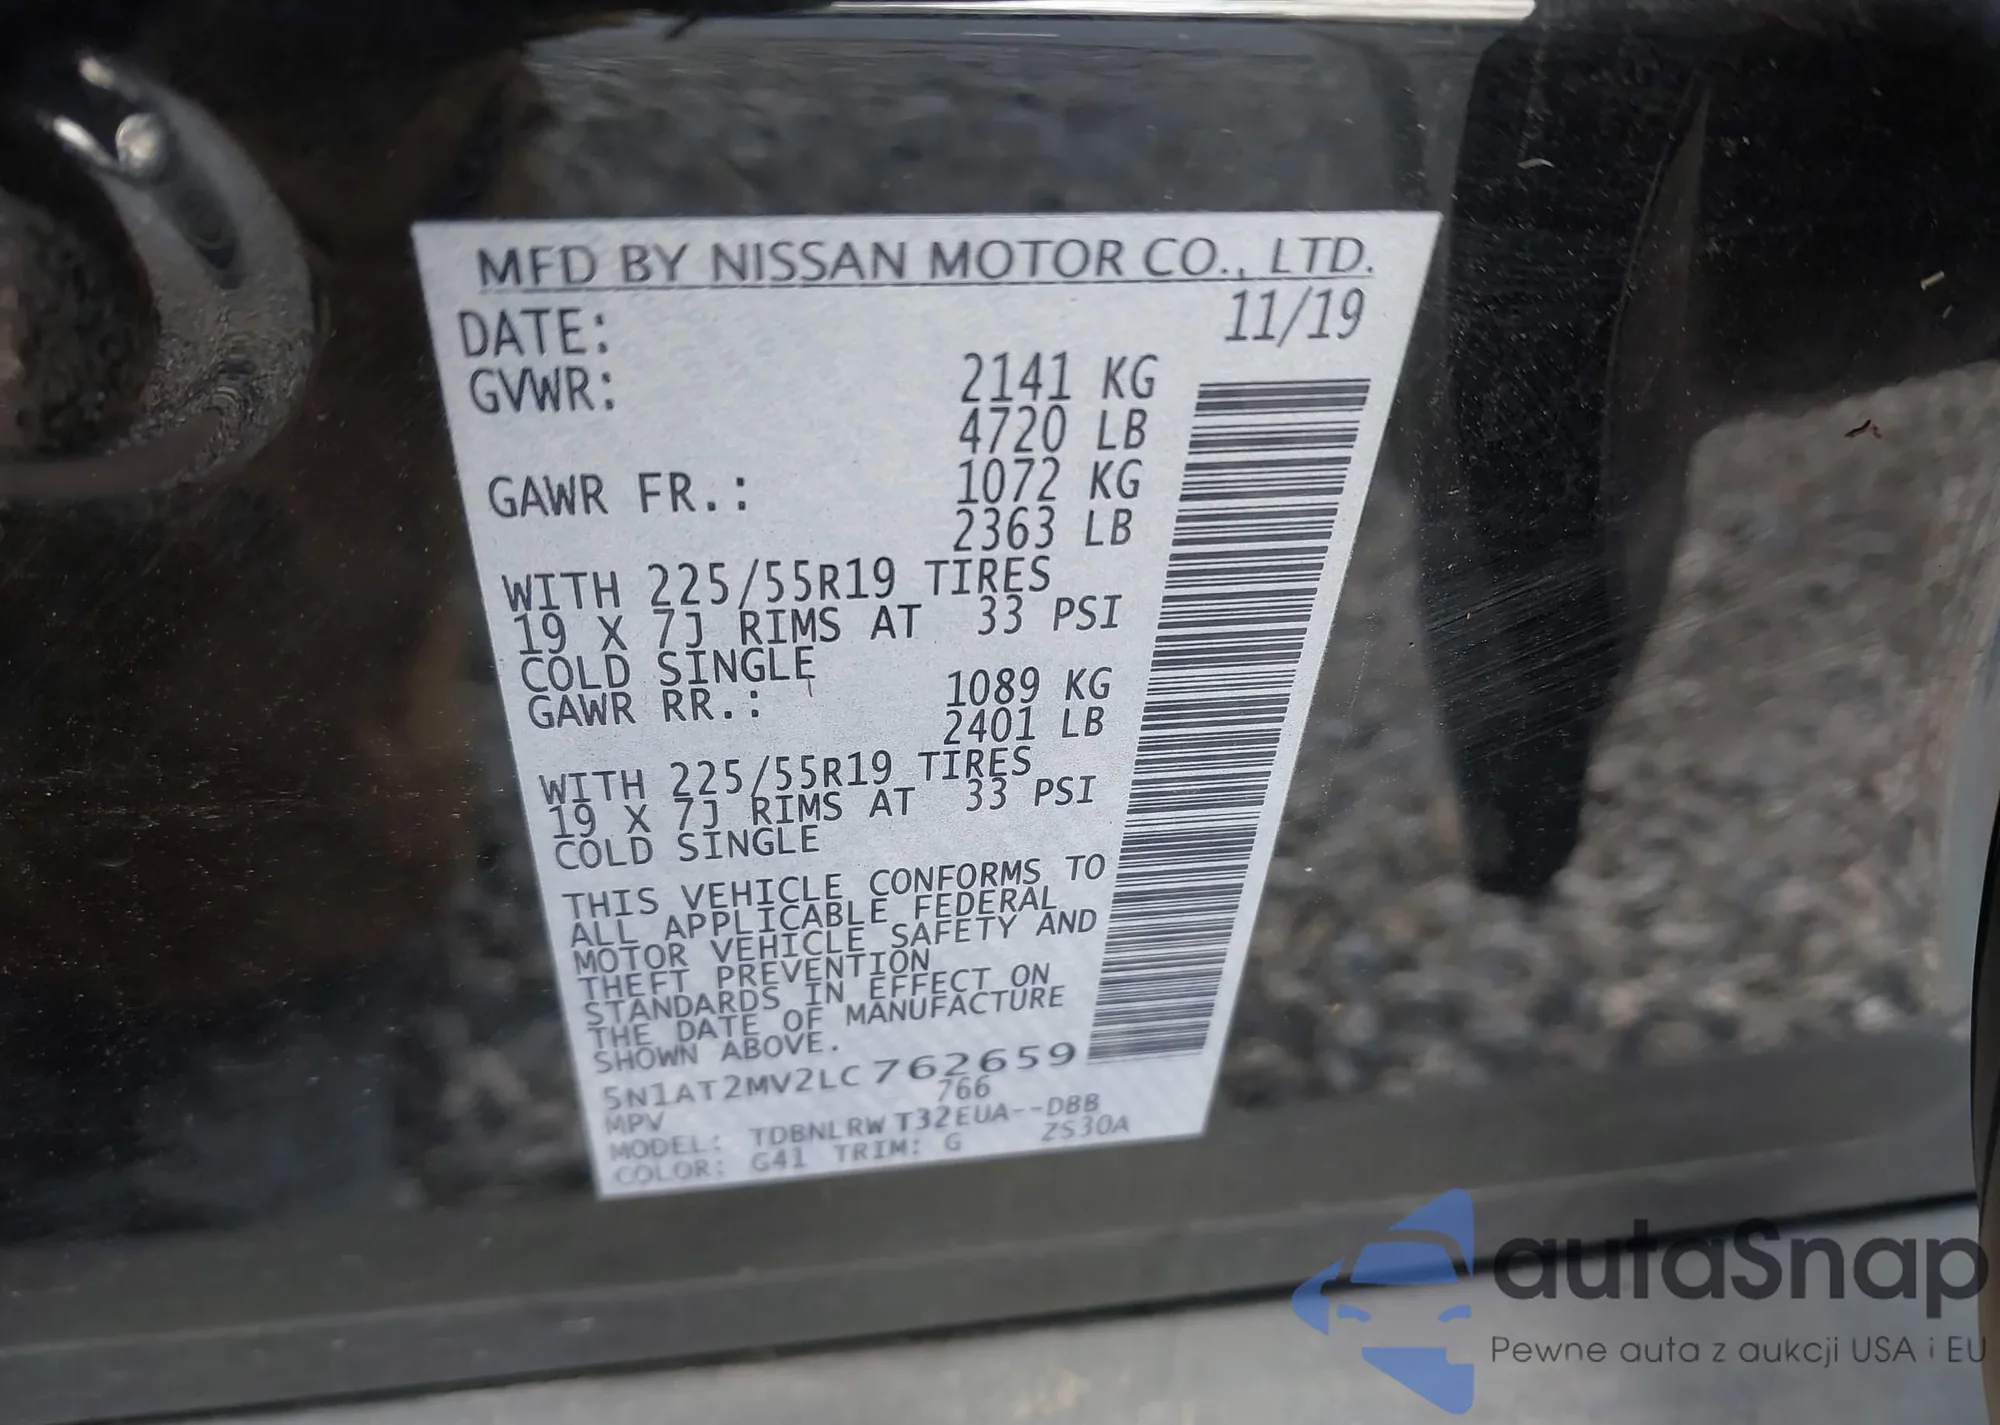 MFD BY NISSAN MOTOR CO., LTD.
DATE: 11/19
GVWR: 2141 KG
4720 LB
GAWR FR.: 1072 KG
2363 LB
WITH 225/55R19 TIRES
19 X 7J RIMS AT 33 PSI
COLD SINGLE
GAWR RR.: 1089 KG
2401 LB
WITH 225/55R19 TIRES
19 X 7J RIMS AT 33 PSI
COLD SINGLE
THIS VEHICLE CONFORMS TO
ALL APPLICABLE FEDERAL
MOTOR VEHICLE SAFETY AND
THEFT PREVENTION
STANDARDS IN EFFECT ON
THE DATE OF MANUFACTURE
SHOWN ABOVE.
5N1AT2MV2LC762659
MPV 766
MODEL: TDBNLRWT32EUA--DBB
COLOR: G41 TRIM: G ZS30A
autaSnap
Pewne auta z aukcji USA i EU